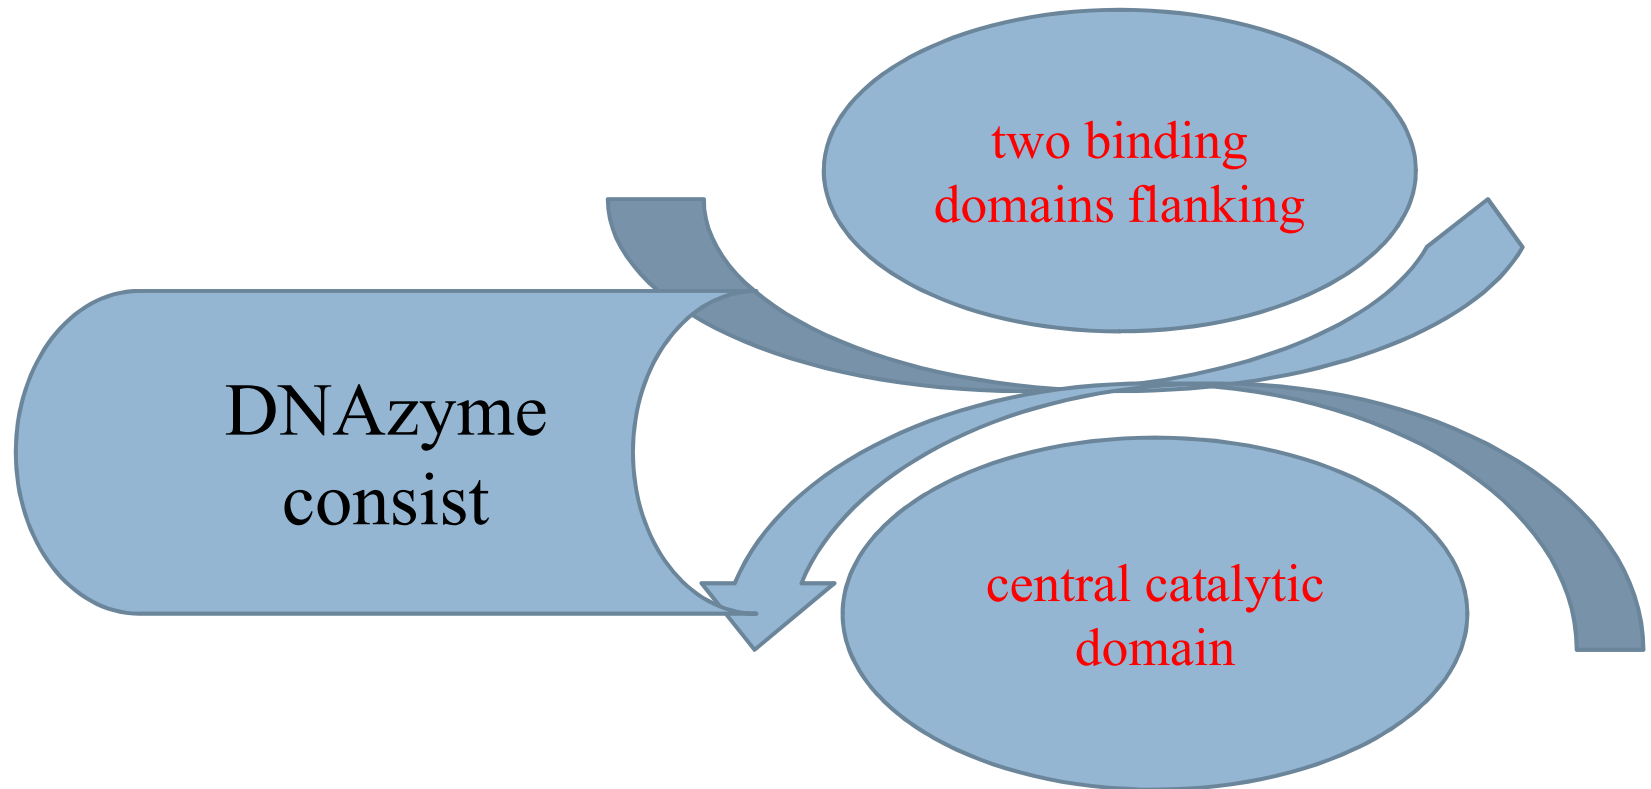 DNAzyme
consist
two binding
domains flanking
central catalytic
domain